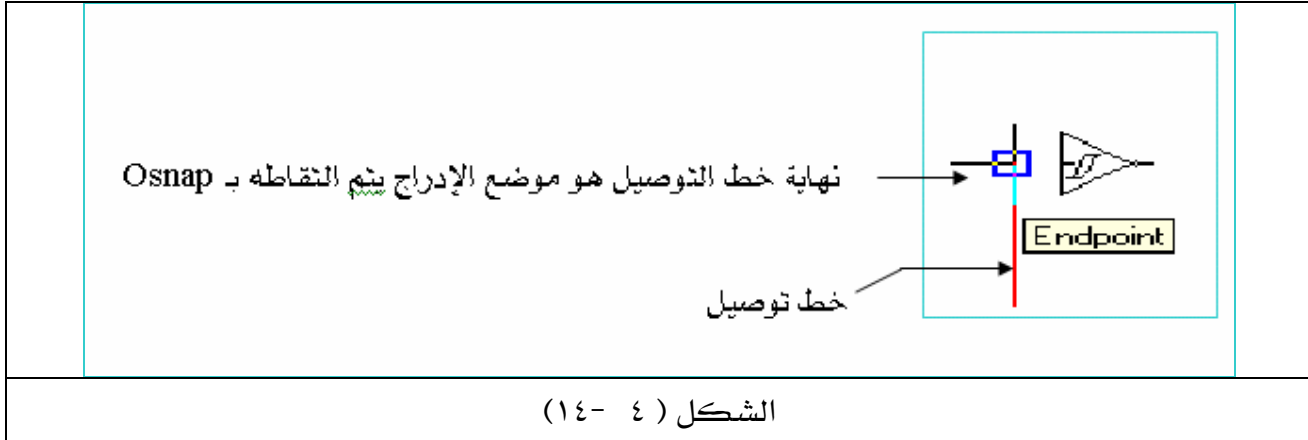 نهاية خط التوصيل هو موضع الإدراج يتم التقاطه بـ Osnap
Endpoint
خط توصيل
الشكل ( ٤ -١٤)